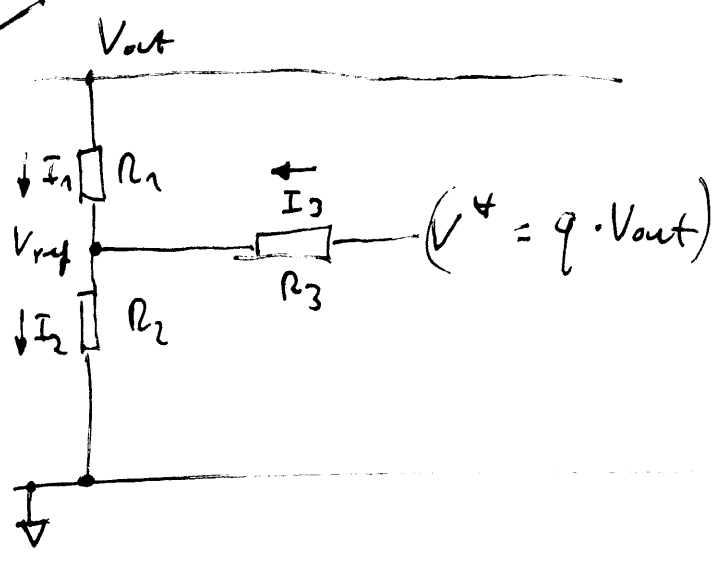 Vout
I1 R1
I3
Vref
(V* = q · Vout)
R3
I2 R2